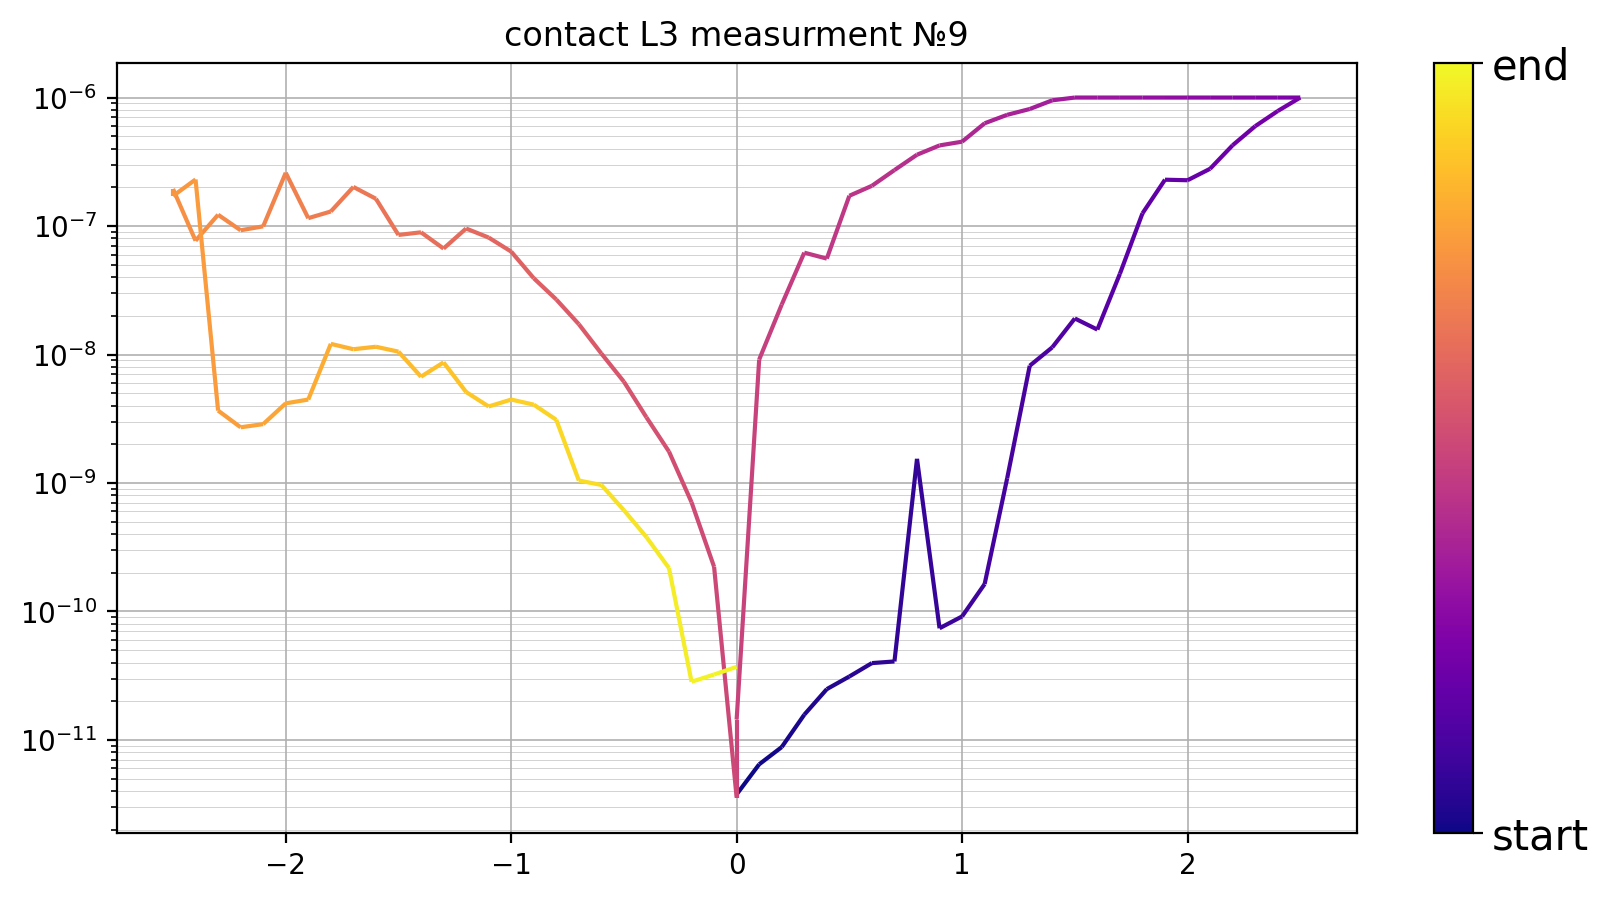 contact L3 measurment №9
10⁻⁶
10⁻⁷
10⁻⁸
10⁻⁹
10⁻¹⁰
10⁻¹¹
−2 −1 0 1 2
end
start